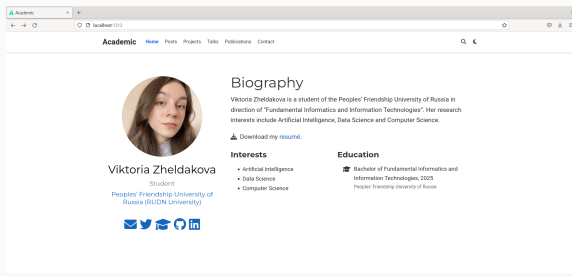 Academic
localhost:1313
Academic Home Posts Projects Talks Publications Contact
Viktoria Zheldakova
Student
Peoples' Friendship University of
Russia (RUDN University)
Biography
Viktoria Zheldakova is a student of the Peoples' Friendship University of Russia in
direction of "Fundamental Informatics and Information Technologies". Her research
interests include Artificial Intelligence, Data Science and Computer Science.
Download my resumé.
Interests
Artificial Intelligence
Data Science
Computer Science
Education
Bachelor of Fundamental Informatics and
Information Technologies, 2025
Peoples' Friendship University of Russia